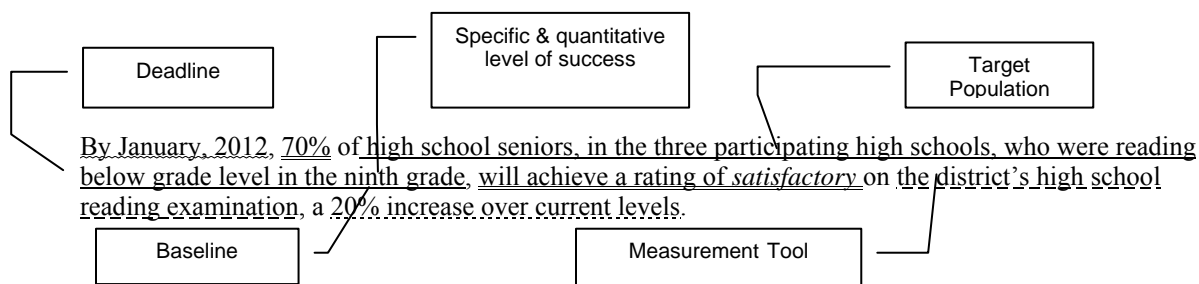 Specific & quantitative
level of success
Deadline
Target
Population
By January, 2012, 70% of high school seniors, in the three participating high schools, who were reading
below grade level in the ninth grade, will achieve a rating of satisfactory on the district's high school
reading examination, a 20% increase over current levels.
Baseline
Measurement Tool